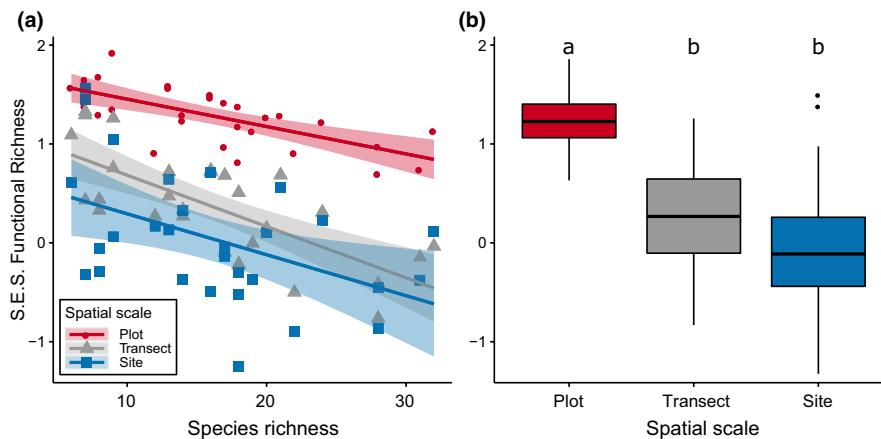 (a)
S.E.S. Functional Richness
2
1
0
−1
Spatial scale
Plot
Transect
Site
10 20 30
Species richness
(b)
2
1
0
−1
a b b
Plot Transect Site
Spatial scale